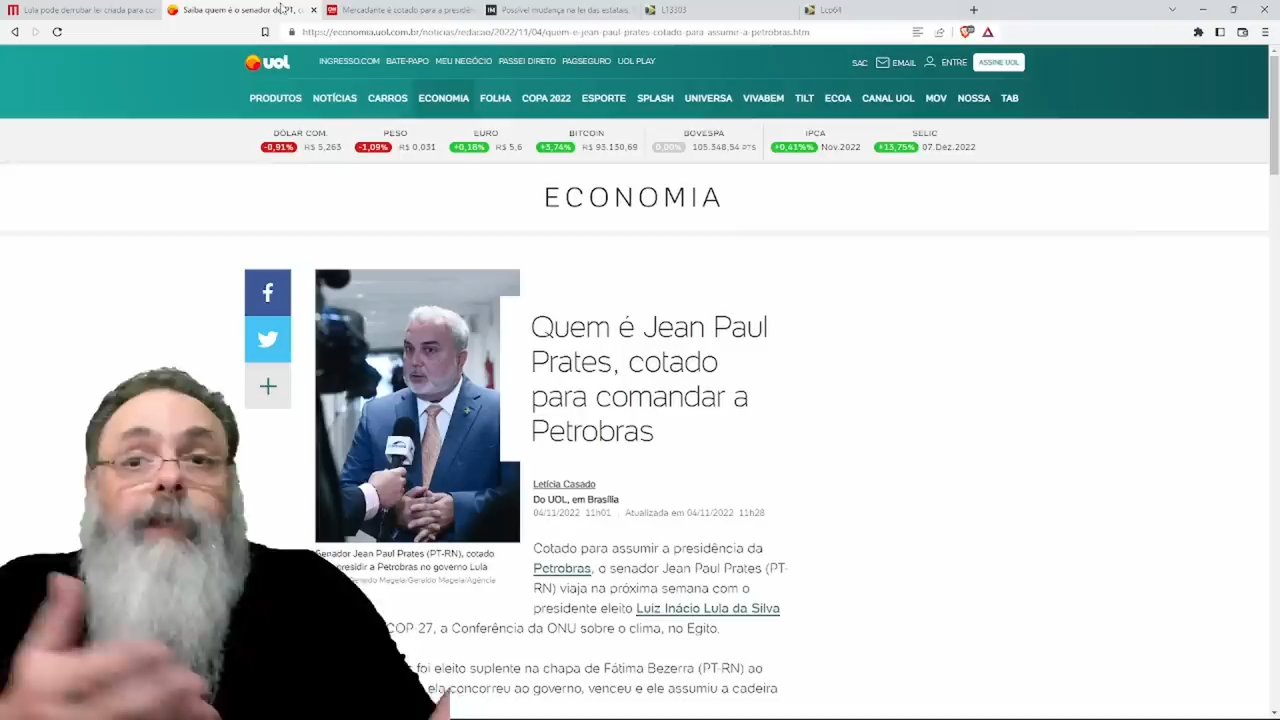 Lula pode derrobar lei criada para co
Saiba quem é o senador do PT, c
Mercadante é cotado para a presidên
Possível mudança na lei das estatais,
L13303
Lcp64
https://economia.uol.com.br/noticias/redacao/2022/11/04/quem-e-jean-paul-prates-cotado-para-assumir-a-petrobras.htm
UOL
INGRESSO.COM BATE-PAPO MEU NEGÓCIO PASSEI DIRETO PAGSEGURO UOL PLAY
SAC EMAIL ENTRE ASSINE UOL
PRODUTOS NOTÍCIAS CARROS ECONOMIA FOLHA COPA 2022 ESPORTE SPLASH UNIVERSA VIVABEM TILT ECOA CANAL UOL MOV NOSSA TAB
DÓLAR COM. PESO EURO BITCOIN BOVESPA IPCA SELIC
-0,91% R$ 5,263 -1,09% R$ 0,031 +0,18% R$ 5,6 +3,74% R$ 93.130,69 0,00% 105.348,54 PTS +0,41%% Nov.2022 +13,75% 07.Dez.2022
ECONOMIA
Quem é Jean Paul
Prates, cotado
para comandar a
Petrobras
Letícia Casado
Do UOL, em Brasília
04/11/2022 11h01 Atualizada em 04/11/2022 11h28
Senador Jean Paul Prates (PT-RN), cotado
residir a Petrobras no governo Lula
Geraldo Magela/Geraldo Magela/Agência
Cotado para assumir a presidência da
Petrobras, o senador Jean Paul Prates (PT-
RN) viaja na próxima semana com o
presidente eleito Luiz Inácio Lula da Silva
COP-27, a Conferência da ONU sobre o clima, no Egito.
foi eleito suplente na chapa de Fátima Bezerra (PT-RN) ao
ela concorreu ao governo, venceu e ele assumiu a cadeira